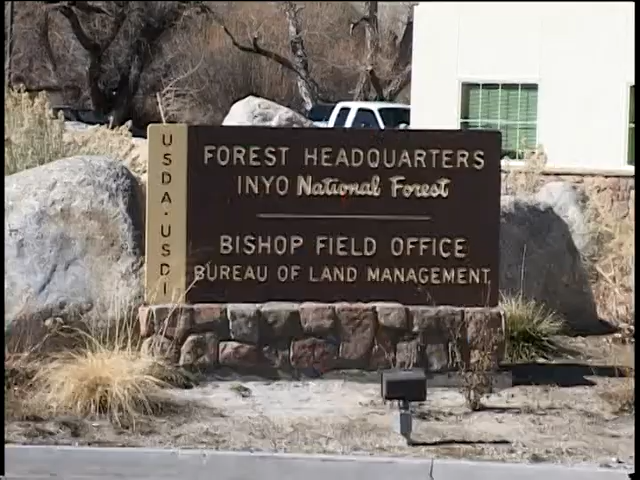 USDA·USDI
FOREST HEADQUARTERS
INYO National Forest
BISHOP FIELD OFFICE
BUREAU OF LAND MANAGEMENT